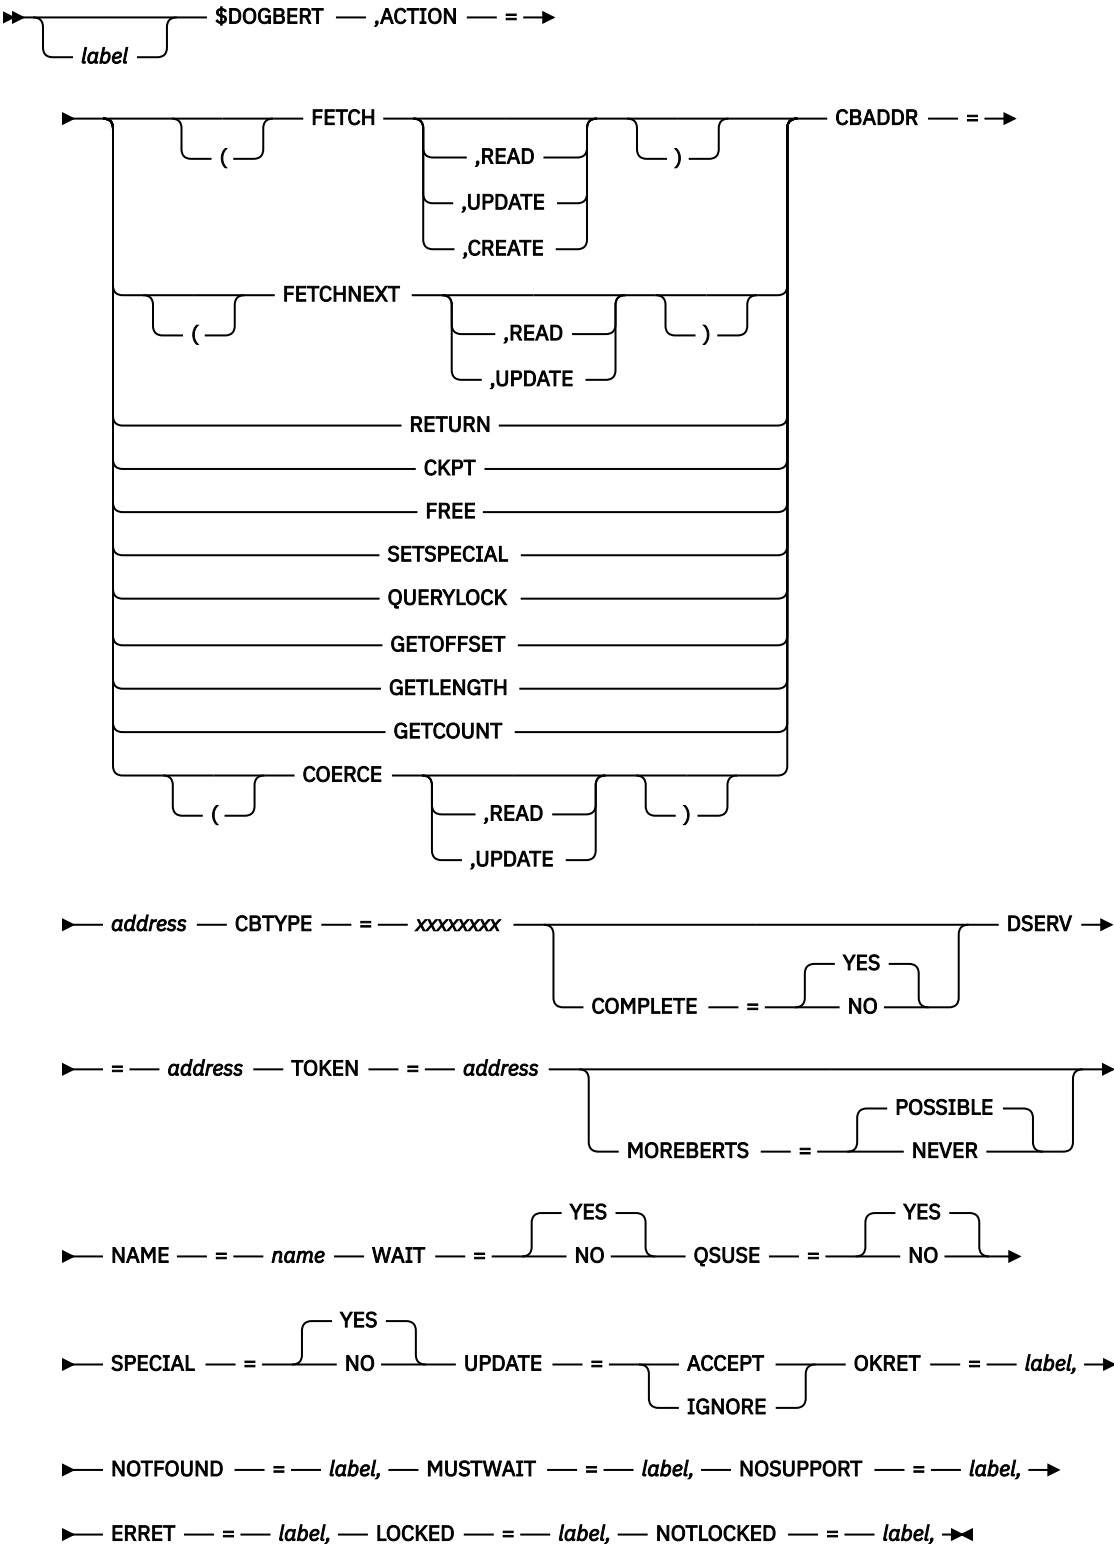 $DOGBERT ,ACTION =
label
FETCH CBADDR =
( ,READ )
,UPDATE
,CREATE
FETCHNEXT
( ,READ )
,UPDATE
RETURN
CKPT
FREE
SETSPECIAL
QUERYLOCK
GETOFFSET
GETLENGTH
GETCOUNT
COERCE
( ,READ )
,UPDATE
address CBTYPE = xxxxxxxx DSERV
YES
COMPLETE = NO
= address TOKEN = address
POSSIBLE
MOREBERTS = NEVER
YES YES
NAME = name WAIT = NO QSUSE = NO
YES
SPECIAL = NO UPDATE = ACCEPT OKRET = label,
IGNORE
NOTFOUND = label, MUSTWAIT = label, NOSUPPORT = label,
ERRET = label, LOCKED = label, NOTLOCKED = label,